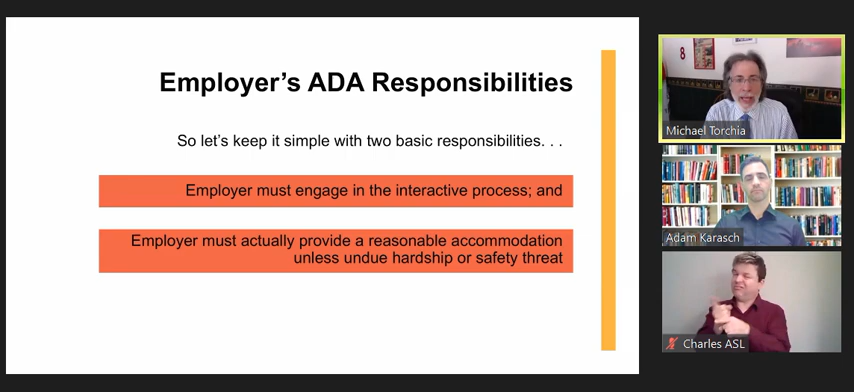 Employer’s ADA Responsibilities
So let’s keep it simple with two basic responsibilities. . .
Employer must engage in the interactive process; and
Employer must actually provide a reasonable accommodation
unless undue hardship or safety threat
8
Michael Torchia
Adam Karasch
Charles ASL